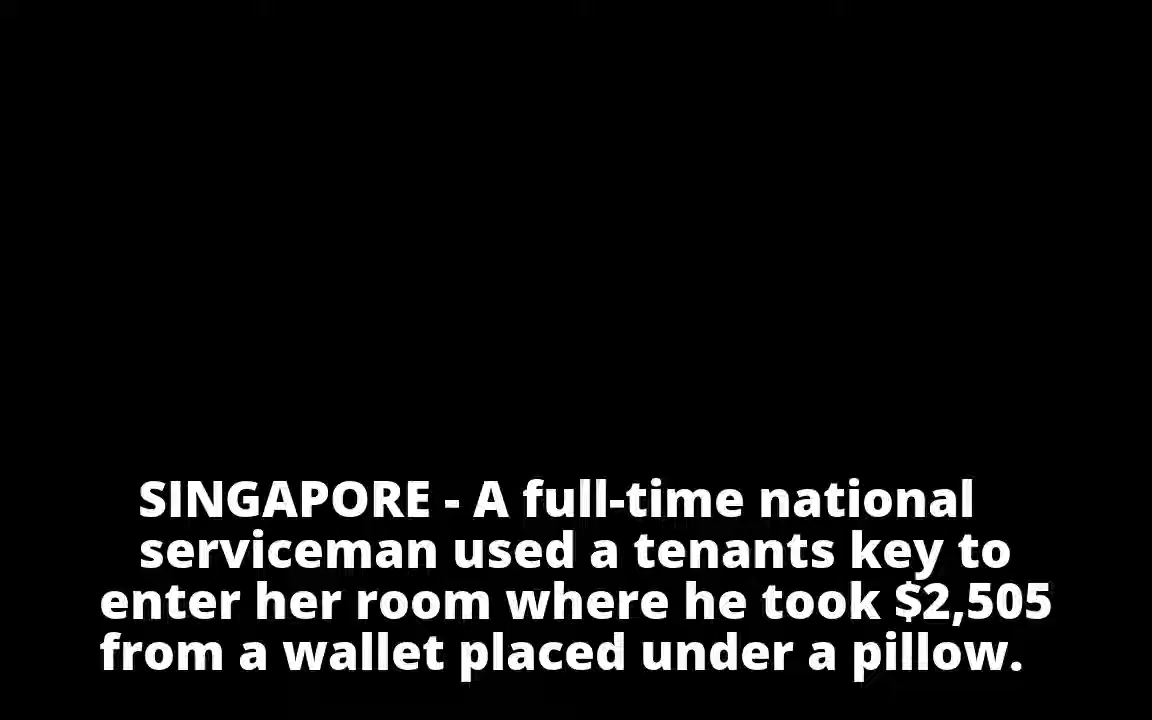 SINGAPORE - A full-time national
serviceman used a tenants key to
enter her room where he took $2,505
from a wallet placed under a pillow.